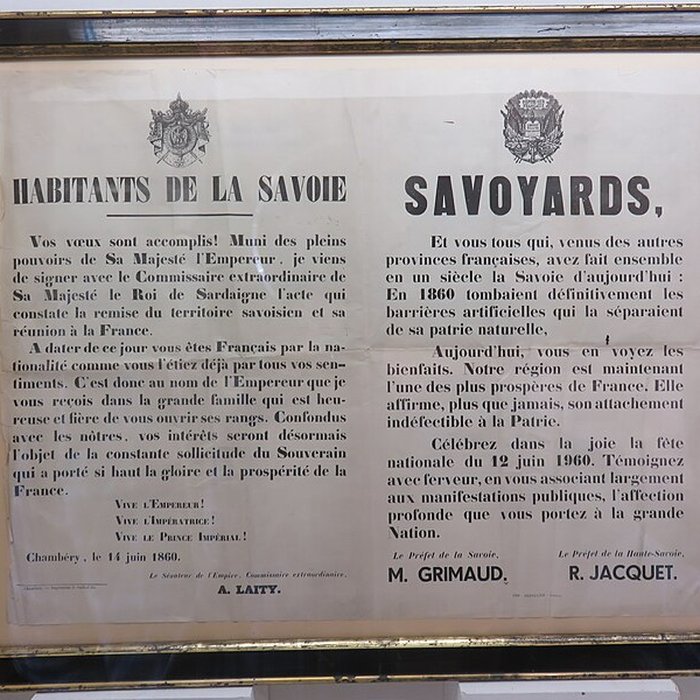 HABITANTS DE LA SAVOIE
Vos vœux sont accomplis! Muni des pleins
pouvoirs de Sa Majesté l'Empereur, je viens
de signer avec le Commissaire extraordinaire de
Sa Majesté le Roi de Sardaigne l'acte qui
constate la remise du territoire savoisien et sa
réunion à la France.
A dater de ce jour vous êtes Français par la na-
tionalité comme vous l'étiez déjà par tous vos sen-
timents. C'est donc au nom de l'Empereur que je
vous reçois dans la grande famille qui est heu-
reuse et fière de vous ouvrir ses rangs. Confondus
avec les nôtres, vos intérêts seront désormais
l'objet de la constante sollicitude du Souverain
qui a porté si haut la gloire et la prospérité de la
France.
VIVE L'EMPEREUR!
VIVE L'IMPÉRATRICE!
VIVE LE PRINCE IMPÉRIAL!
Chambéry, le 14 juin 1860.
Le Sénateur de l'Empire, Commissaire extraordinaire,
A. LAITY.
SAVOYARDS,
Et vous tous qui, venus des autres
provinces françaises, avez fait ensemble
en un siècle la Savoie d'aujourd'hui :
En 1860 tombaient définitivement les
barrières artificielles qui la séparaient
de sa patrie naturelle,
Aujourd'hui, vous en voyez les
bienfaits. Notre région est maintenant
l'une des plus prospères de France. Elle
affirme, plus que jamais, son attachement
indéfectible à la Patrie.
Célébrez dans la joie la fête
nationale du 12 juin 1960. Témoignez
avec ferveur, en vous associant largement
aux manifestations publiques, l'affection
profonde que vous portez à la grande
Nation.
Le Préfet de la Savoie,
M. GRIMAUD.
Le Préfet de la Haute-Savoie,
R. JACQUET.